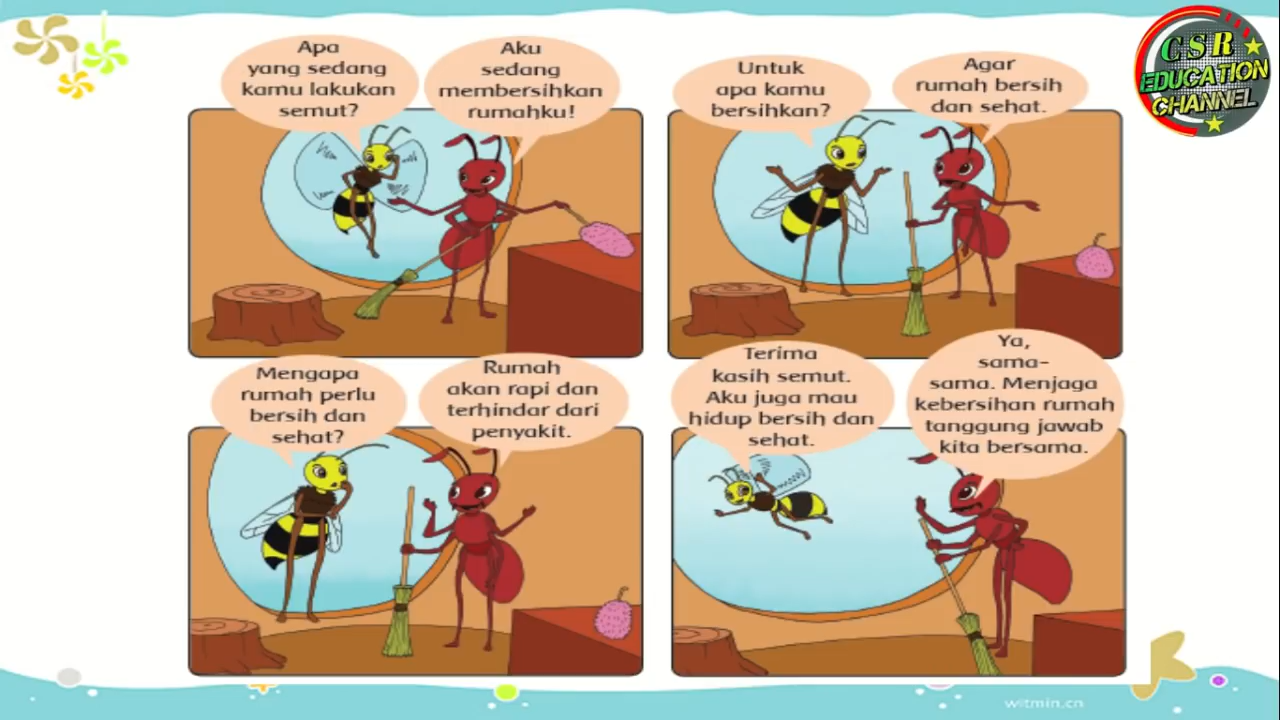 Apa
yang sedang
kamu lakukan
semut?
Aku
sedang
membersihkan
rumahku!
Untuk
apa kamu
bersihkan?
Agar
rumah bersih
dan sehat.
Mengapa
rumah perlu
bersih dan
sehat?
Rumah
akan rapi dan
terhindar dari
penyakit.
Terima
kasih semut.
Aku juga mau
hidup bersih dan
sehat.
Ya,
sama-
sama. Menjaga
kebersihan rumah
tanggung jawab
kita bersama.
CSR
EDUCATION
CHANNEL
witmin.cn